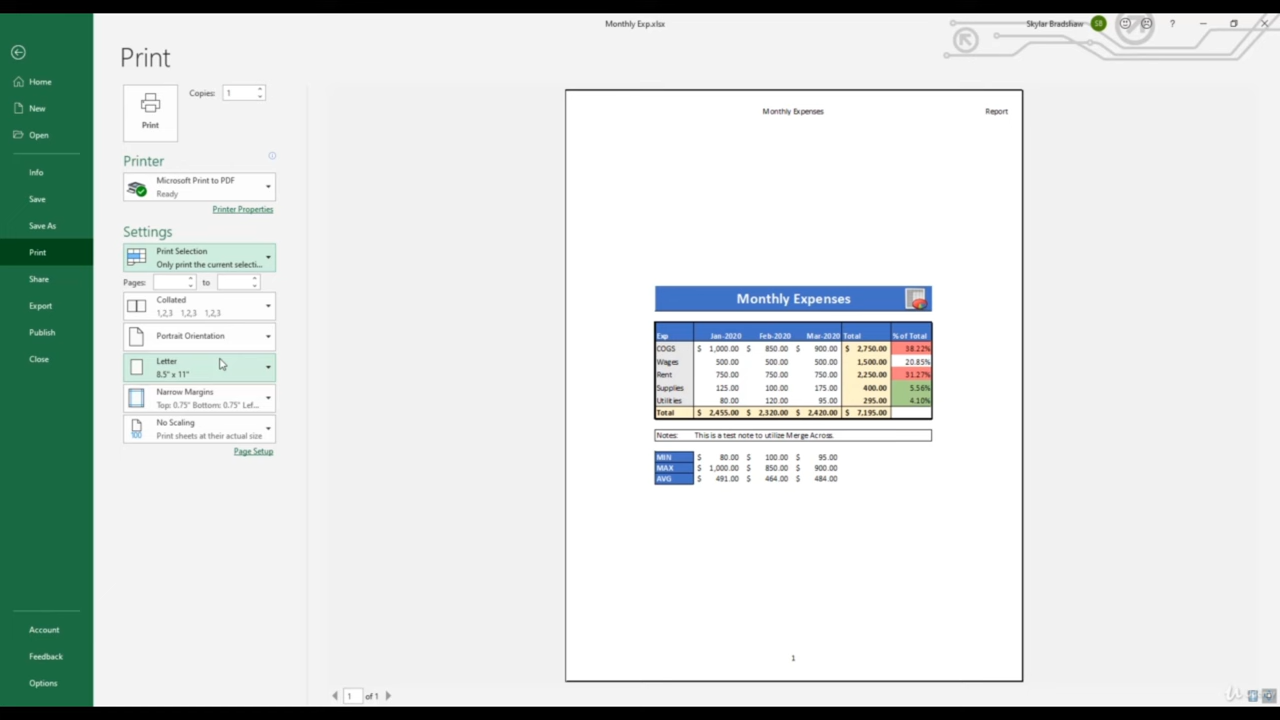 Monthly Exp.xlsx
Skylar Bradshaw SB
?
Home
New
Open
Info
Save
Save As
Print
Share
Export
Publish
Close
Account
Feedback
Options
Print
Print
Copies: 1
Printer
Microsoft Print to PDF
Ready
Printer Properties
Settings
Print Selection
Only print the current selecti...
Pages: to
Collated
1,2,3 1,2,3 1,2,3
Portrait Orientation
Letter
8.5" x 11"
Narrow Margins
Top: 0.75" Bottom: 0.75" Lef...
No Scaling
100 Print sheets at their actual size
Page Setup
Monthly Expenses Report
Monthly Expenses
Exp Jan-2020 Feb-2020 Mar-2020 Total % of Total
COGS $ 1,000.00 $ 850.00 $ 900.00 $ 2,750.00 38.22%
Wages 500.00 500.00 500.00 1,500.00 20.85%
Rent 750.00 750.00 750.00 2,250.00 31.27%
Supplies 125.00 100.00 175.00 400.00 5.56%
Utilities 80.00 120.00 95.00 295.00 4.10%
Total $ 2,455.00 $ 2,320.00 $ 2,420.00 $ 7,195.00
Notes: This is a test note to utilize Merge Across.
MIN $ 80.00 $ 100.00 $ 95.00
MAX $ 1,000.00 $ 850.00 $ 900.00
AVG $ 491.00 $ 464.00 $ 484.00
1
1 of 1